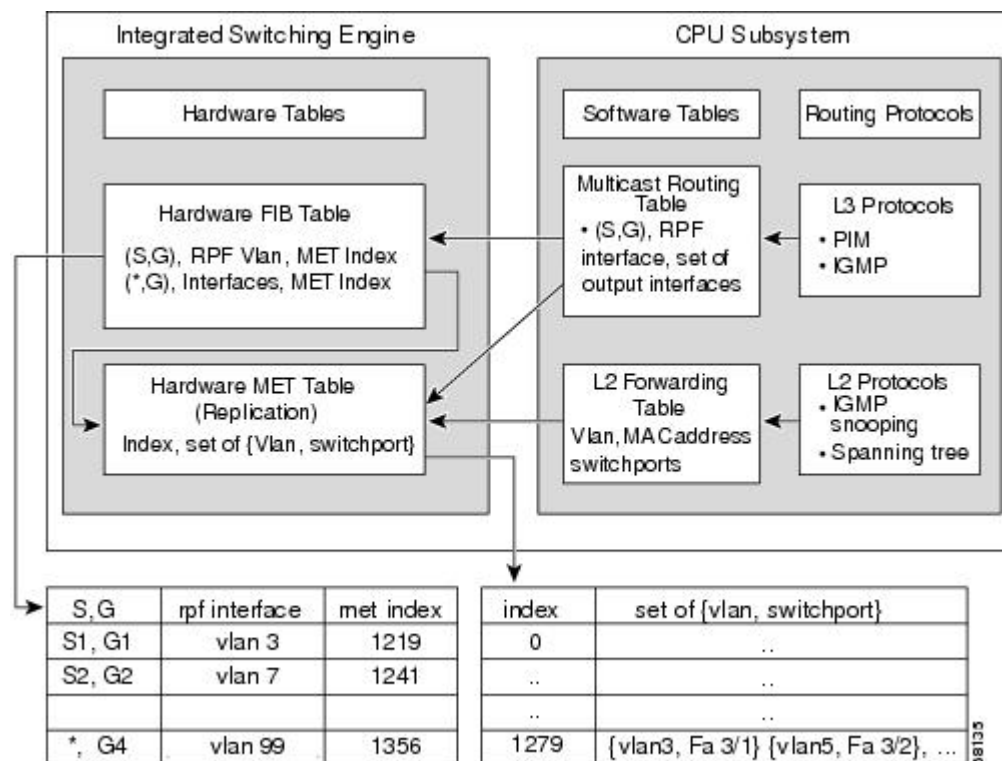 Integrated Switching Engine
CPU Subsystem
Hardware Tables
Software Tables
Routing Protocols
Hardware FIB Table
(S,G), RPF Vlan, MET Index
(*,G), Interfaces, MET Index
Multicast Routing
Table
• (S,G), RPF
interface, set of
output interfaces
L3 Protocols
• PIM
• IGMP
Hardware MET Table
(Replication)
Index, set of {Vlan, switchport}
L2 Forwarding
Table
Vlan, MAC address
switchports
L2 Protocols
• IGMP
snooping
• Spanning tree
S,G rpf interface met index
S1, G1 vlan 3 1219
S2, G2 vlan 7 1241
*, G4 vlan 99 1356
index set of {vlan, switchport}
0 ..
.. ..
.. ..
1279 {vlan3, Fa 3/1} {vlan5, Fa 3/2}, ...